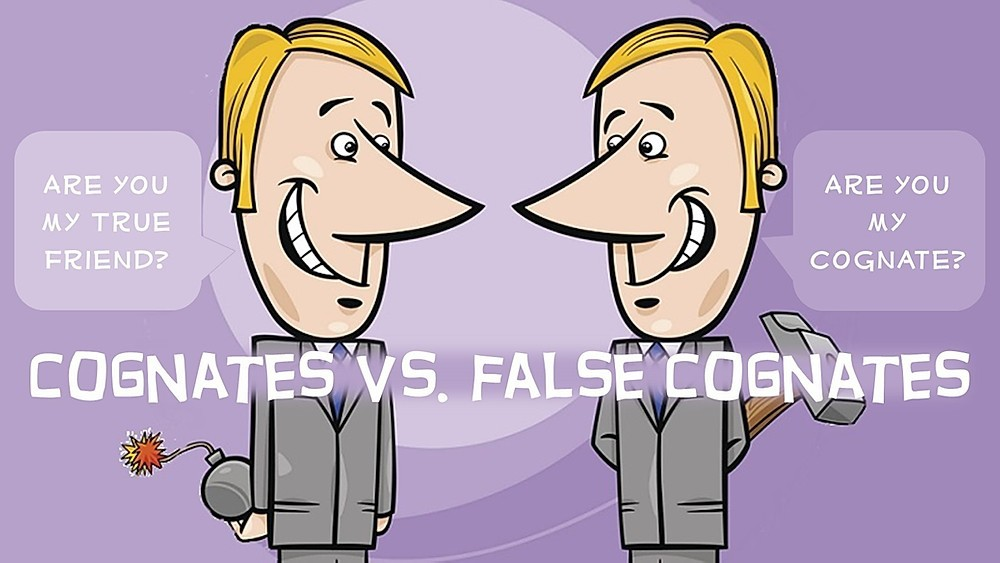 ARE YOU
MY TRUE
FRIEND?
ARE YOU
MY
COGNATE?
COGNATES VS. FALSE COGNATES